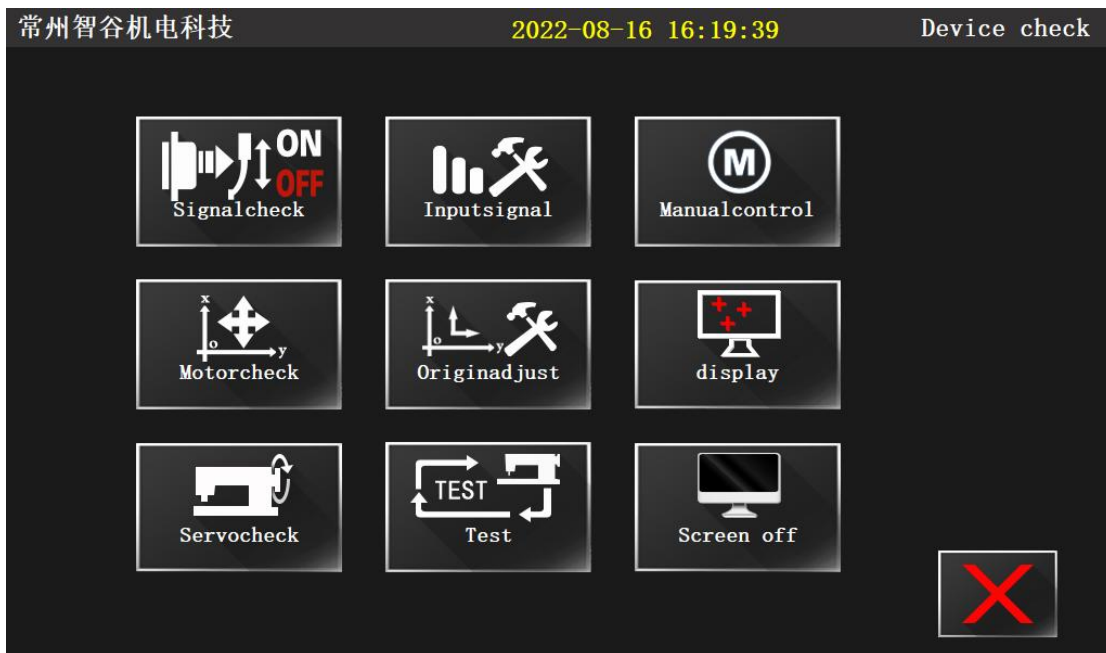 常州智谷机电科技 2022-08-16 16:19:39 Device check
ON
OFF
Signalcheck
Inputsignal
M
Manualcontrol
x
o
y
Motorcheck
x
o
y
Originadjust
display
Servocheck
TEST
Test
Screen off